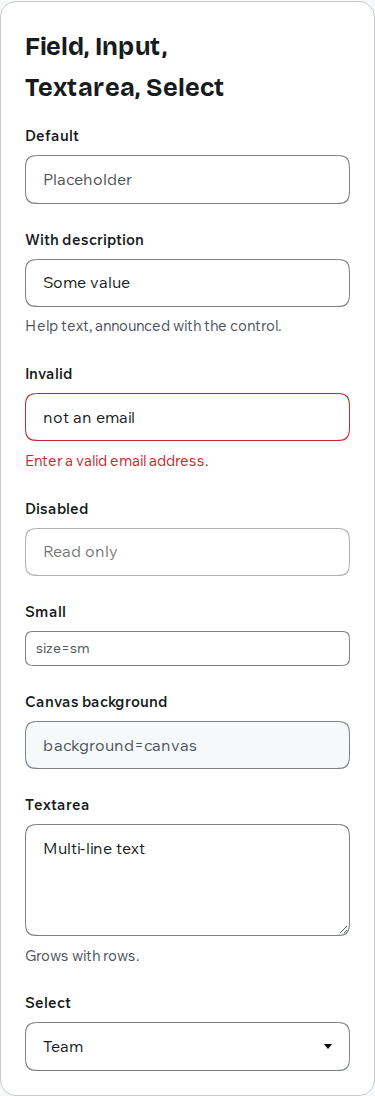 Field, Input,
Textarea, Select
Default
Placeholder
With description
Some value
Help text, announced with the control.
Invalid
not an email
Enter a valid email address.
Disabled
Read only
Small
size=sm
Canvas background
background=canvas
Textarea
Multi-line text
Grows with rows.
Select
Team